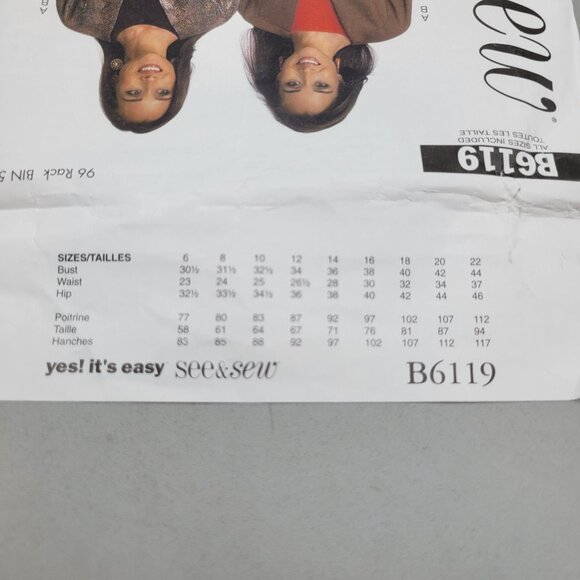 A B
A B
ew®
ALL SIZES INCLUDED
TOUTES LES TAILLE
B6119
96 Rack BIN 5
SIZES/TAILLES 6 8 10 12 14 16 18 20 22
Bust 30½ 31½ 32½ 34 36 38 40 42 44
Waist 23 24 25 26½ 28 30 32 34 37
Hip 32½ 33½ 34½ 36 38 40 42 44 46
Poitrine 77 80 83 87 92 97 102 107 112
Taille 58 61 64 67 71 76 81 87 94
Hanches 83 85 88 92 97 102 107 112 117
yes! it's easy see&sew B6119